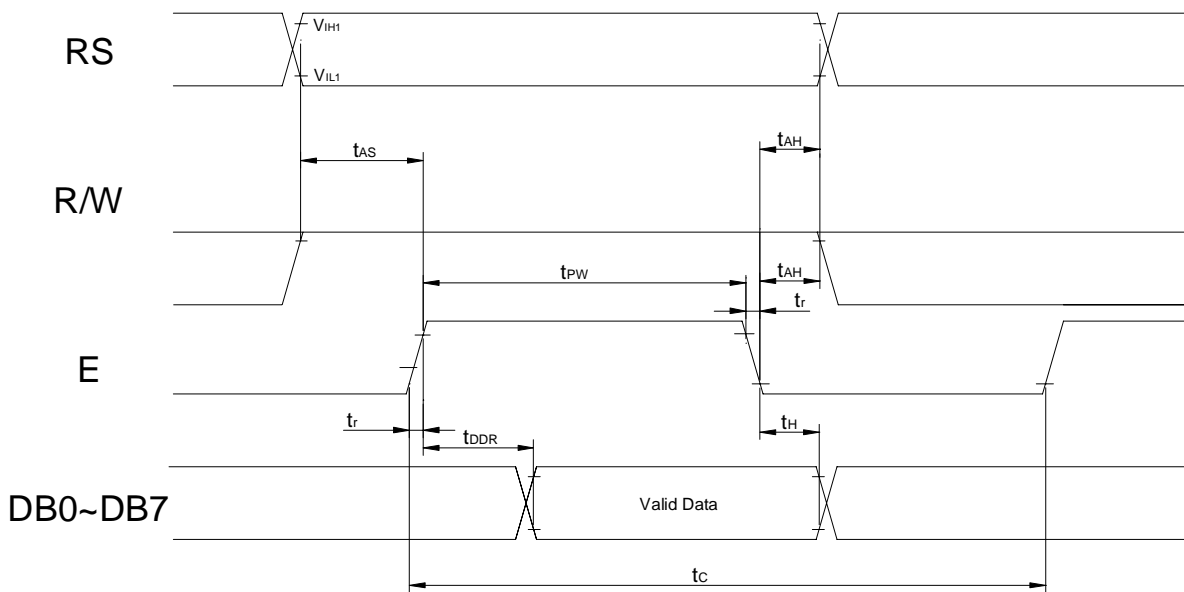 RS
VIH1
VIL1
tAS
tAH
R/W
tPW
tAH
tr
E
tr
tDDR
tH
DB0~DB7
Valid Data
tC